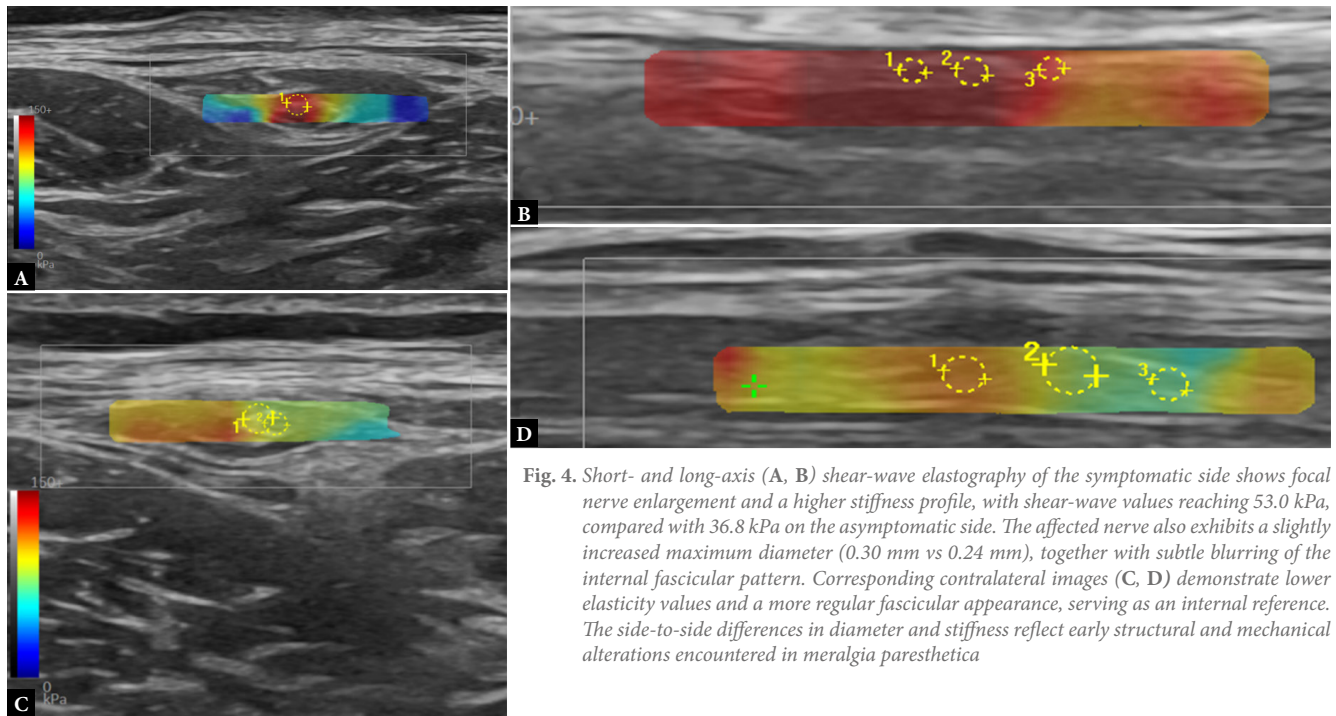 1
150+
0
kPa
A
1
2
3
0+
B
1
2
150+
0
kPa
C
1
2
3
D
Fig. 4. Short- and long-axis (A, B) shear-wave elastography of the symptomatic side shows focal
nerve enlargement and a higher stiffness profile, with shear-wave values reaching 53.0 kPa,
compared with 36.8 kPa on the asymptomatic side. The affected nerve also exhibits a slightly
increased maximum diameter (0.30 mm vs 0.24 mm), together with subtle blurring of the
internal fascicular pattern. Corresponding contralateral images (C, D) demonstrate lower
elasticity values and a more regular fascicular appearance, serving as an internal reference.
The side-to-side differences in diameter and stiffness reflect early structural and mechanical
alterations encountered in meralgia paresthetica